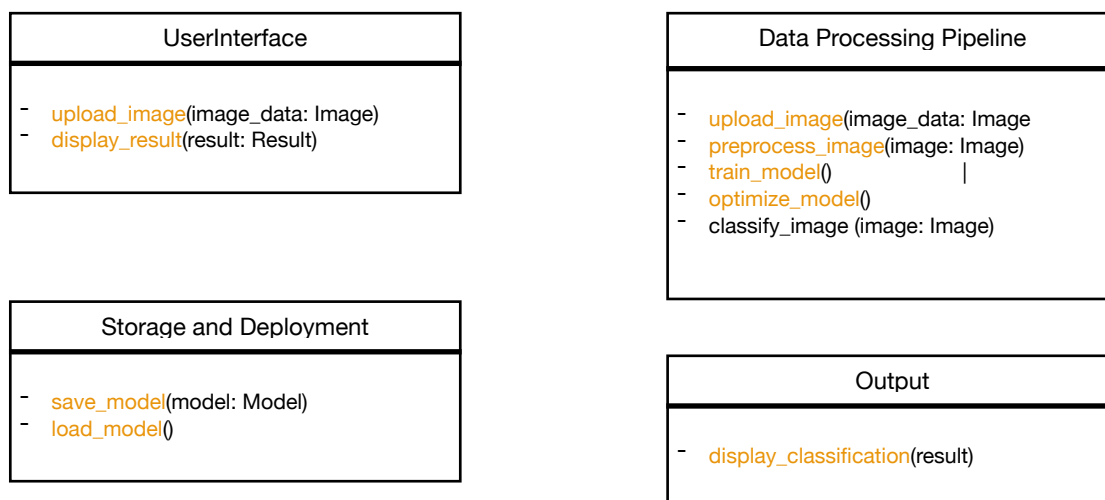 UserInterface
- upload_image(image_data: Image)
- display_result(result: Result)
Data Processing Pipeline
- upload_image(image_data: Image
- preprocess_image(image: Image)
- train_model() |
- optimize_model()
- classify_image (image: Image)
Storage and Deployment
- save_model(model: Model)
- load_model()
Output
- display_classification(result)